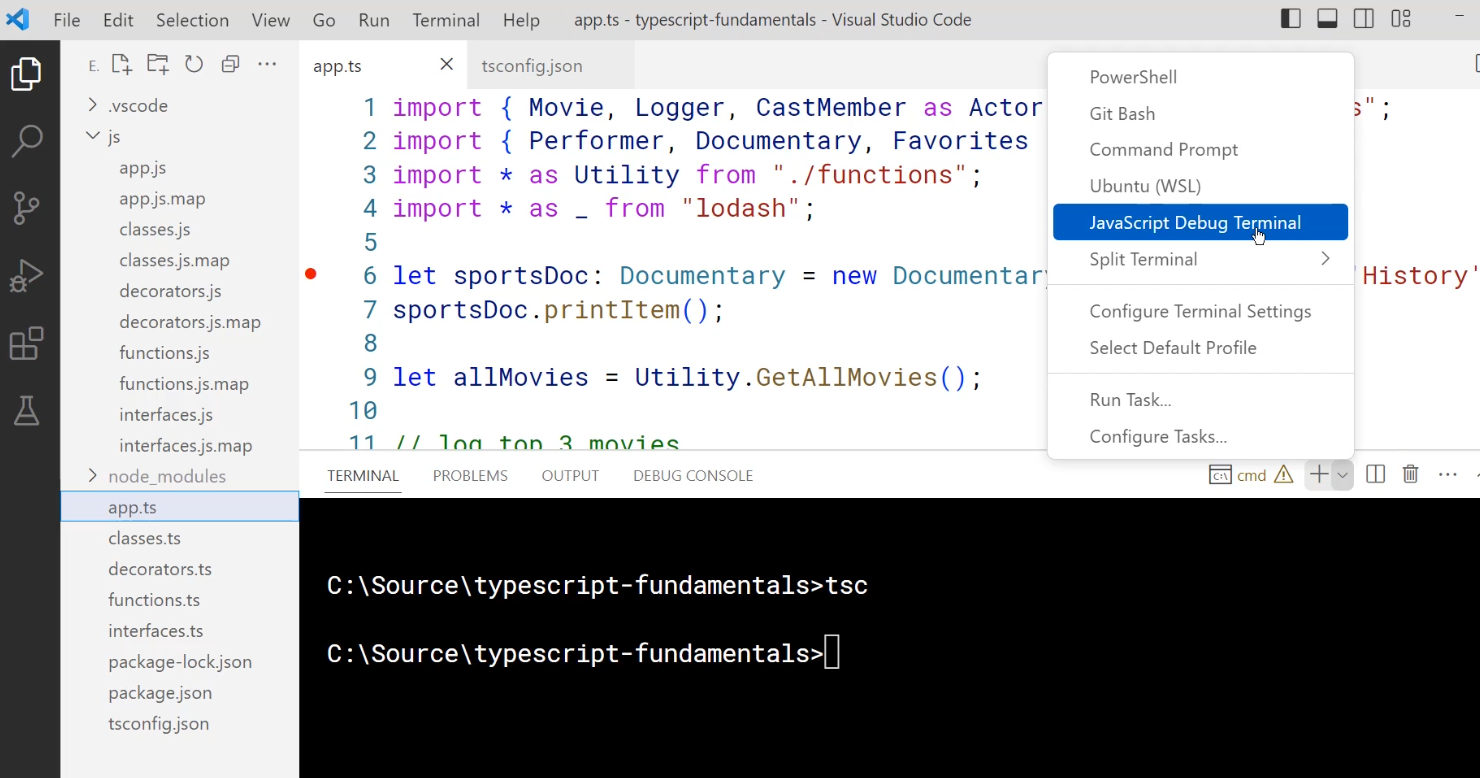 File Edit Selection View Go Run Terminal Help app.ts - typescript-fundamentals - Visual Studio Code
E.
.vscode
js
app.js
app.js.map
classes.js
classes.js.map
decorators.js
decorators.js.map
functions.js
functions.js.map
interfaces.js
interfaces.js.map
node_modules
app.ts
classes.ts
decorators.ts
functions.ts
interfaces.ts
package-lock.json
package.json
tsconfig.json
app.ts tsconfig.json
1 import { Movie, Logger, CastMember as Actor s";
2 import { Performer, Documentary, Favorites
3 import * as Utility from "./functions";
4 import * as _ from "lodash";
5
6 let sportsDoc: Documentary = new Documentary 'History'
7 sportsDoc.printItem();
8
9 let allMovies = Utility.GetAllMovies();
10
11 // log top 3 movies
PowerShell
Git Bash
Command Prompt
Ubuntu (WSL)
JavaScript Debug Terminal
Split Terminal
Configure Terminal Settings
Select Default Profile
Run Task...
Configure Tasks...
TERMINAL PROBLEMS OUTPUT DEBUG CONSOLE cmd
C:\Source\typescript-fundamentals>tsc
C:\Source\typescript-fundamentals>